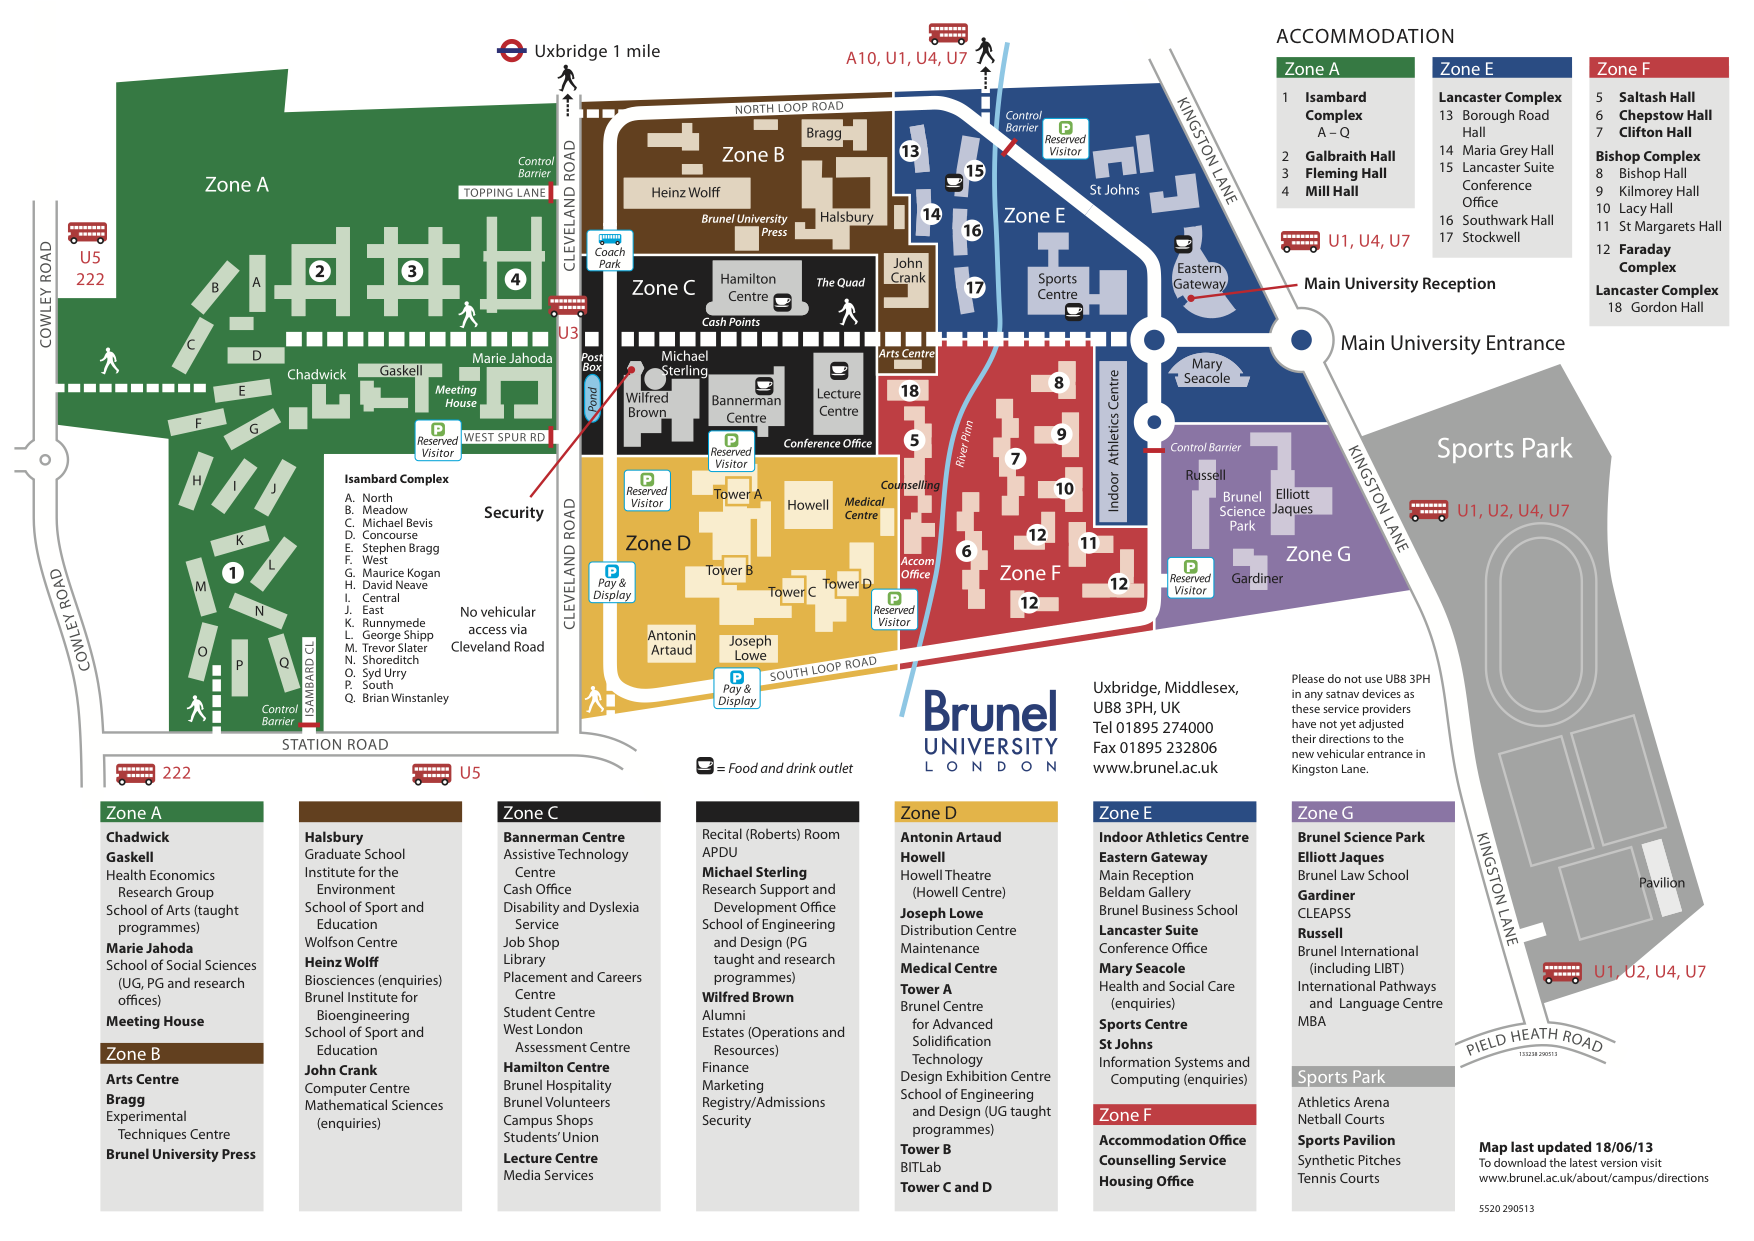 Uxbridge 1 mile
A10, U1, U4, U7
ACCOMMODATION
Zone A
1 Isambard
Complex
A – Q
2 Galbraith Hall
3 Fleming Hall
4 Mill Hall
U1, U4, U7
Zone E
Lancaster Complex
13 Borough Road
Hall
14 Maria Grey Hall
15 Lancaster Suite
Conference
Office
16 Southwark Hall
17 Stockwell
Zone F
5 Saltash Hall
6 Chepstow Hall
7 Clifton Hall
Bishop Complex
8 Bishop Hall
9 Kilmorey Hall
10 Lacy Hall
11 St Margarets Hall
12 Faraday
Complex
Lancaster Complex
18 Gordon Hall
Main University Reception
Main University Entrance
Zone A
Control
Barrier
TOPPING LANE
CLEVELAND ROAD
COWLEY ROAD
U5
222
2
3
4
A
B
C
D
E
F
G
H
I
J
K
L
M
N
O
P
Q
1
Chadwick
Gaskell
Meeting
House
Marie Jahoda
U3
P
Reserved
Visitor
WEST SPUR RD
Isambard Complex
A. North
B. Meadow
C. Michael Bevis
D. Concourse
E. Stephen Bragg
F. West
G. Maurice Kogan
H. David Neave
I. Central
J. East
K. Runnymede
L. George Shipp
M. Trevor Slater
N. Shoreditch
O. Syd Urry
P. South
Q. Brian Winstanley
Security
No vehicular
access via
Cleveland Road
CLEVELAND ROAD
COWLEY ROAD
Control
Barrier
ISAMBARD CL
STATION ROAD
222
U5
NORTH LOOP ROAD
Zone B
Bragg
Heinz Wolff
Brunel University
Press
Halsbury
John
Crank
Arts Centre
Coach
Park
Zone C
Hamilton
Centre
The Quad
Cash Points
Post
Box
Pond
Michael
Sterling
Wilfred
Brown
Bannerman
Centre
Lecture
Centre
Conference Office
P
Reserved
Visitor
P
Reserved
Visitor
Zone D
Tower A
Howell
Medical
Centre
Tower B
Tower C
Tower D
P
Pay &
Display
P
Reserved
Visitor
Antonin
Artaud
Joseph
Lowe
P
Pay &
Display
SOUTH LOOP ROAD
Control
Barrier
P
Reserved
Visitor
13
14
15
16
17
Zone E
St Johns
Sports
Centre
Eastern
Gateway
Mary
Seacole
Indoor Athletics Centre
KINGSTON LANE
18
5
Counselling
Accom
Office
River Pinn
6
7
8
9
10
11
12
12
12
Zone F
Control Barrier
Russell
Brunel
Science
Park
Elliott
Jaques
Gardiner
Zone G
P
Reserved
Visitor
KINGSTON LANE
Sports Park
U1, U2, U4, U7
Pavilion
KINGSTON LANE
U1, U2, U4, U7
PIELD HEATH ROAD
133238 290513
= Food and drink outlet
Brunel
UNIVERSITY
LONDON
Uxbridge, Middlesex,
UB8 3PH, UK
Tel 01895 274000
Fax 01895 232806
www.brunel.ac.uk
Please do not use UB8 3PH
in any satnav devices as
these service providers
have not yet adjusted
their directions to the
new vehicular entrance in
Kingston Lane.
Zone A
Chadwick
Gaskell
Health Economics
Research Group
School of Arts (taught
programmes)
Marie Jahoda
School of Social Sciences
(UG, PG and research
offices)
Meeting House
Zone B
Arts Centre
Bragg
Experimental
Techniques Centre
Brunel University Press
Halsbury
Graduate School
Institute for the
Environment
School of Sport and
Education
Wolfson Centre
Heinz Wolff
Biosciences (enquiries)
Brunel Institute for
Bioengineering
School of Sport and
Education
John Crank
Computer Centre
Mathematical Sciences
(enquiries)
Zone C
Bannerman Centre
Assistive Technology
Centre
Cash Office
Disability and Dyslexia
Service
Job Shop
Library
Placement and Careers
Centre
Student Centre
West London
Assessment Centre
Hamilton Centre
Brunel Hospitality
Brunel Volunteers
Campus Shops
Students' Union
Lecture Centre
Media Services
Recital (Roberts) Room
APDU
Michael Sterling
Research Support and
Development Office
School of Engineering
and Design (PG
taught and research
programmes)
Wilfred Brown
Alumni
Estates (Operations and
Resources)
Finance
Marketing
Registry/Admissions
Security
Zone D
Antonin Artaud
Howell
Howell Theatre
(Howell Centre)
Joseph Lowe
Distribution Centre
Maintenance
Medical Centre
Tower A
Brunel Centre
for Advanced
Solidification
Technology
Design Exhibition Centre
School of Engineering
and Design (UG taught
programmes)
Tower B
BITLab
Tower C and D
Zone E
Indoor Athletics Centre
Eastern Gateway
Main Reception
Beldam Gallery
Brunel Business School
Lancaster Suite
Conference Office
Mary Seacole
Health and Social Care
(enquiries)
Sports Centre
St Johns
Information Systems and
Computing (enquiries)
Zone F
Accommodation Office
Counselling Service
Housing Office
Zone G
Brunel Science Park
Elliott Jaques
Brunel Law School
Gardiner
CLEAPSS
Russell
Brunel International
(including LIBT)
International Pathways
and Language Centre
MBA
Sports Park
Athletics Arena
Netball Courts
Sports Pavilion
Synthetic Pitches
Tennis Courts
Map last updated 18/06/13
To download the latest version visit
www.brunel.ac.uk/about/campus/directions
5520 290513